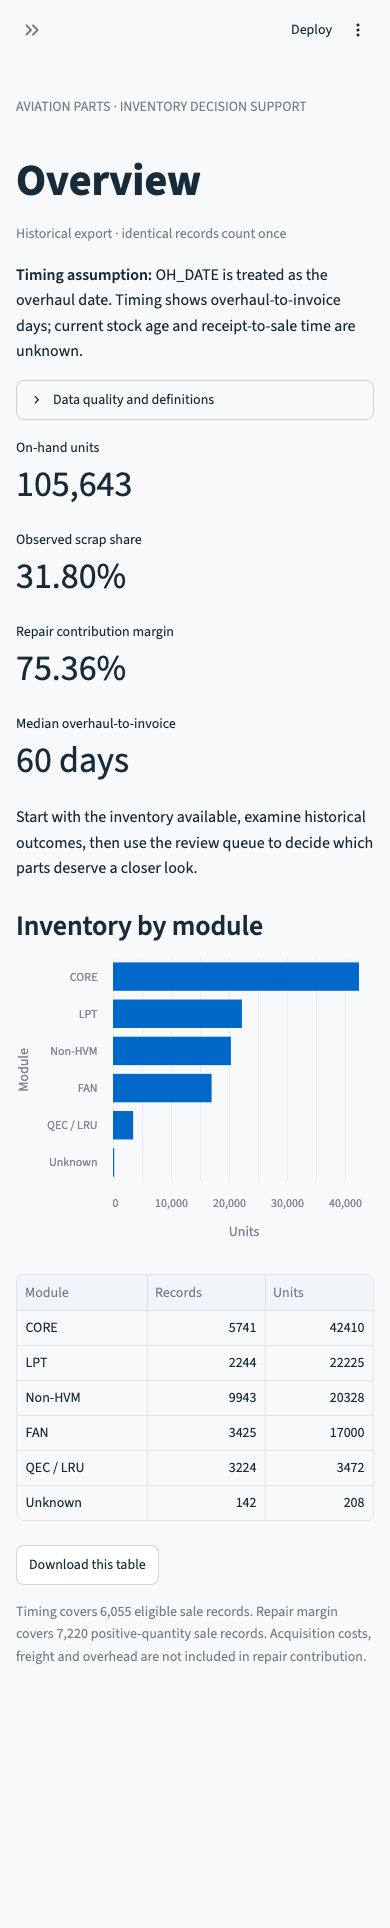 Deploy
AVIATION PARTS · INVENTORY DECISION SUPPORT
Overview
Historical export · identical records count once
Timing assumption: OH_DATE is treated as the
overhaul date. Timing shows overhaul-to-invoice
days; current stock age and receipt-to-sale time are
unknown.
Data quality and definitions
On-hand units
105,643
Observed scrap share
31.80%
Repair contribution margin
75.36%
Median overhaul-to-invoice
60 days
Start with the inventory available, examine historical
outcomes, then use the review queue to decide which
parts deserve a closer look.
Inventory by module
Module
CORE
LPT
Non-HVM
FAN
QEC / LRU
Unknown
0 10,000 20,000 30,000 40,000
Units
Module Records Units
CORE 5741 42410
LPT 2244 22225
Non-HVM 9943 20328
FAN 3425 17000
QEC / LRU 3224 3472
Unknown 142 208
Download this table
Timing covers 6,055 eligible sale records. Repair margin
covers 7,220 positive-quantity sale records. Acquisition costs,
freight and overhead are not included in repair contribution.